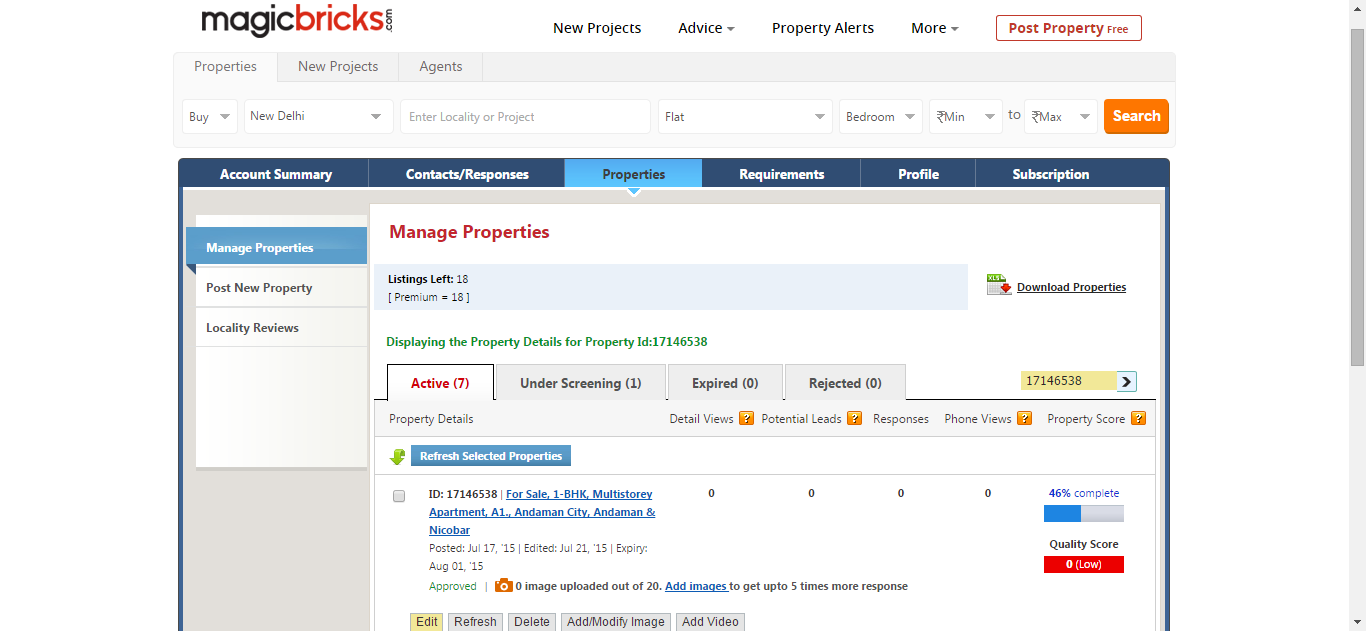 magicbricks.com
New Projects Advice Property Alerts More Post Property Free
Properties New Projects Agents
Buy New Delhi Enter Locality or Project Flat Bedroom ₹Min to ₹Max Search
Account Summary Contacts/Responses Properties Requirements Profile Subscription
Manage Properties
Post New Property
Locality Reviews
Manage Properties
Listings Left: 18
[ Premium = 18 ]
XLS Download Properties
Displaying the Property Details for Property Id:17146538
Active (7) Under Screening (1) Expired (0) Rejected (0) 17146538
Property Details Detail Views ? Potential Leads ? Responses Phone Views ? Property Score ?
Refresh Selected Properties
ID: 17146538 | For Sale, 1-BHK, Multistorey
Apartment, A1., Andaman City, Andaman &
Nicobar
Posted: Jul 17, '15 | Edited: Jul 21, '15 | Expiry:
Aug 01, '15
0 0 0 0
46% complete
Quality Score
0 (Low)
Approved | 0 image uploaded out of 20. Add images to get upto 5 times more response
Edit Refresh Delete Add/Modify Image Add Video